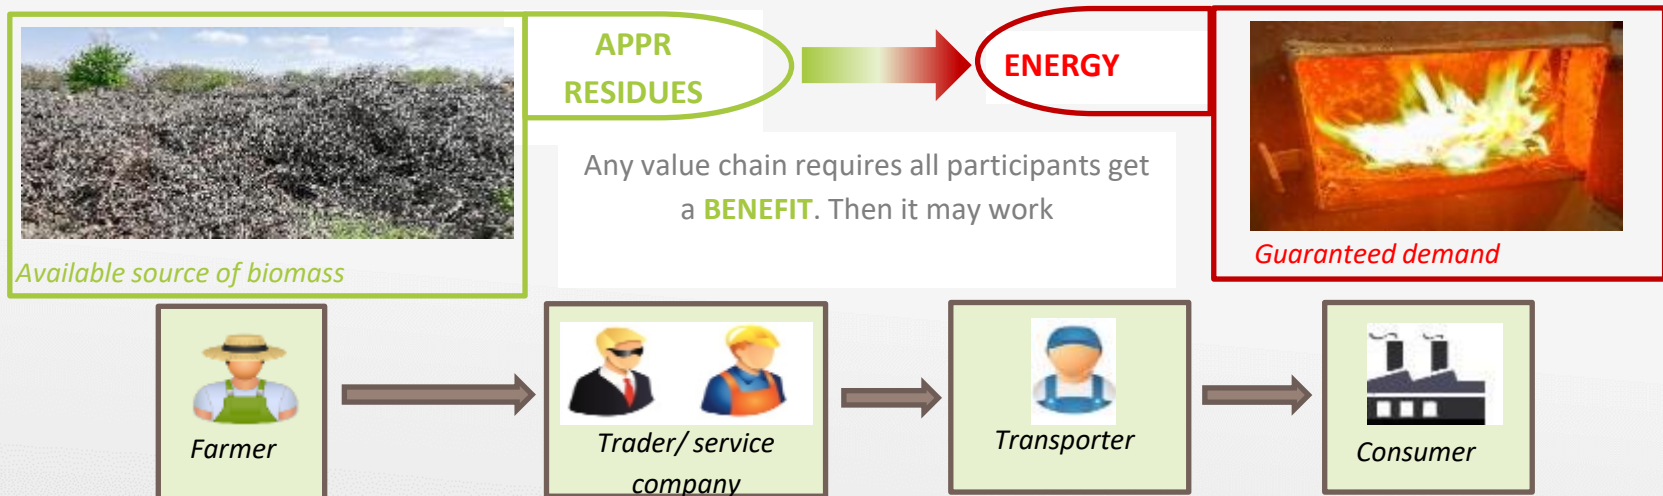 APPR
RESIDUES
ENERGY
Any value chain requires all participants get
a BENEFIT. Then it may work
Available source of biomass
Guaranteed demand
Farmer
Trader/ service
company
Transporter
Consumer